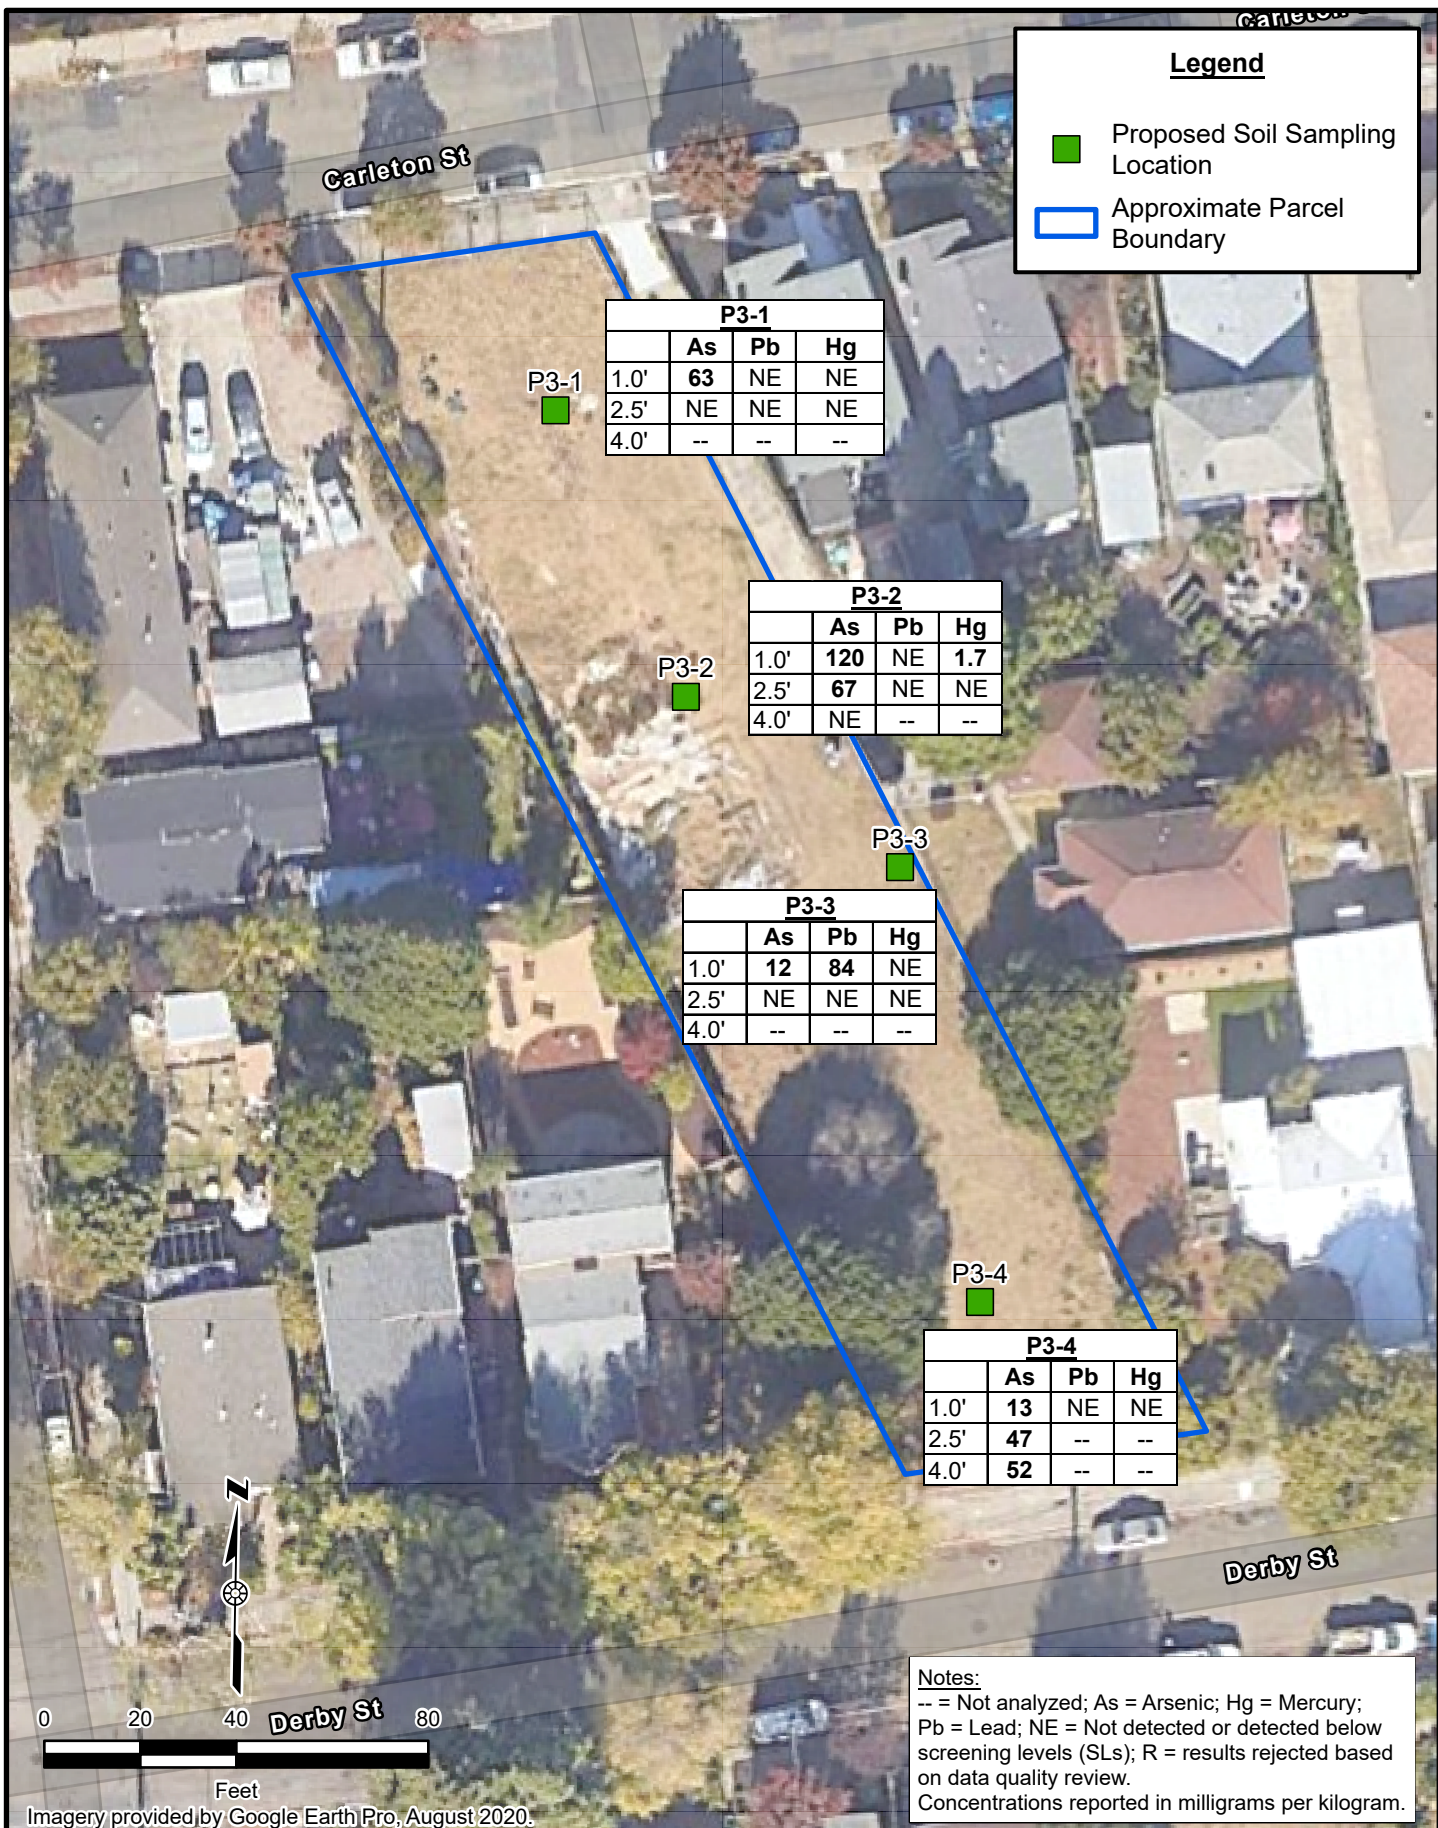 Carleton
Legend
Proposed Soil Sampling
Location
Approximate Parcel
Boundary
Carleton St
P3-1
P3-1
As Pb Hg
1.0' 63 NE NE
2.5' NE NE NE
4.0' -- -- --
P3-2
P3-2
As Pb Hg
1.0' 120 NE 1.7
2.5' 67 NE NE
4.0' NE -- --
P3-3
P3-3
As Pb Hg
1.0' 12 84 NE
2.5' NE NE NE
4.0' -- -- --
P3-4
P3-4
As Pb Hg
1.0' 13 NE NE
2.5' 47 -- --
4.0' 52 -- --
Derby St
N
Derby St
0 20 40 80
Feet
Imagery provided by Google Earth Pro, August 2020.
Notes:
-- = Not analyzed; As = Arsenic; Hg = Mercury;
Pb = Lead; NE = Not detected or detected below
screening levels (SLs); R = results rejected based
on data quality review.
Concentrations reported in milligrams per kilogram.